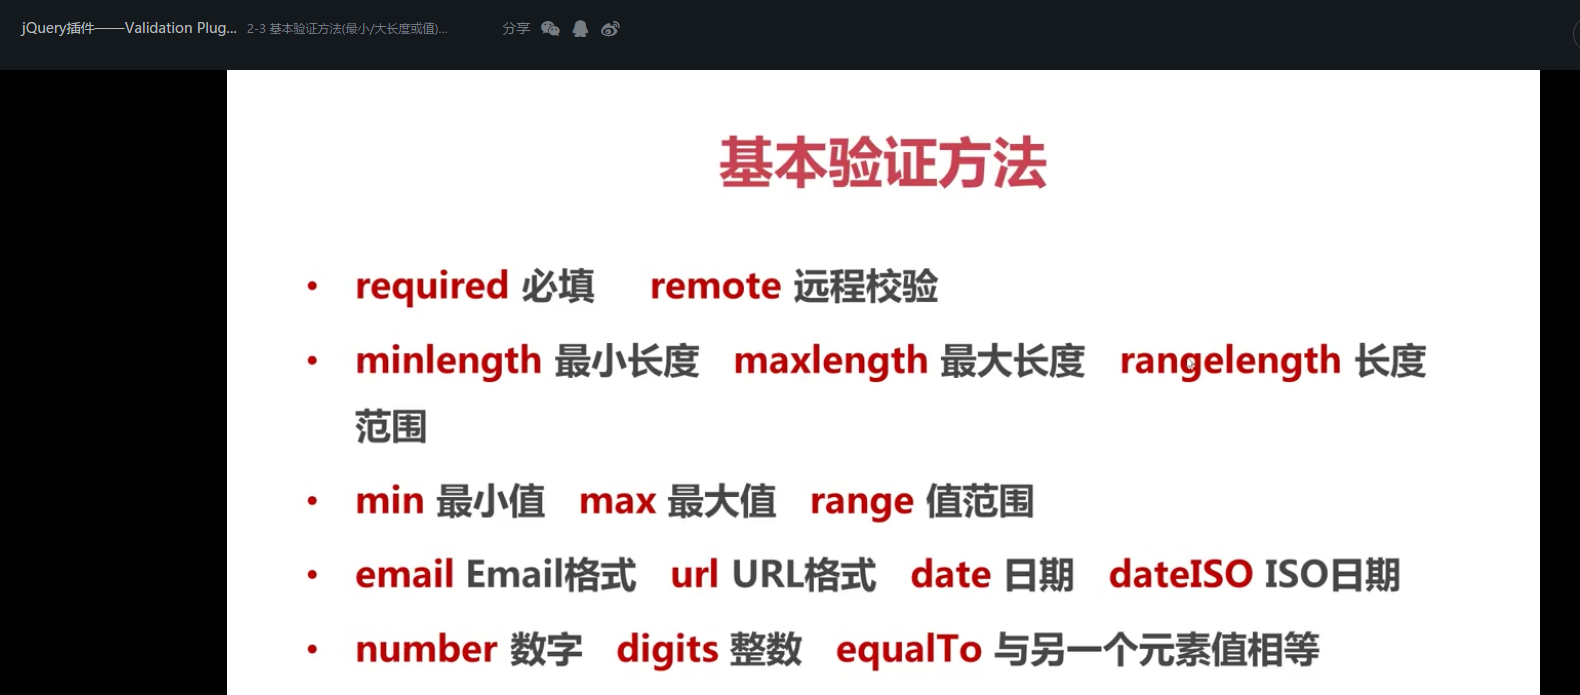 jQuery插件——Validation Plug... 2-3 基本验证方法(最小/大长度或值)... 分享
基本验证方法
• required 必填 remote 远程校验
• minlength 最小长度 maxlength 最大长度 rangelength 长度
范围
• min 最小值 max 最大值 range 值范围
• email Email格式 url URL格式 date 日期 dateISO ISO日期
• number 数字 digits 整数 equalTo 与另一个元素值相等